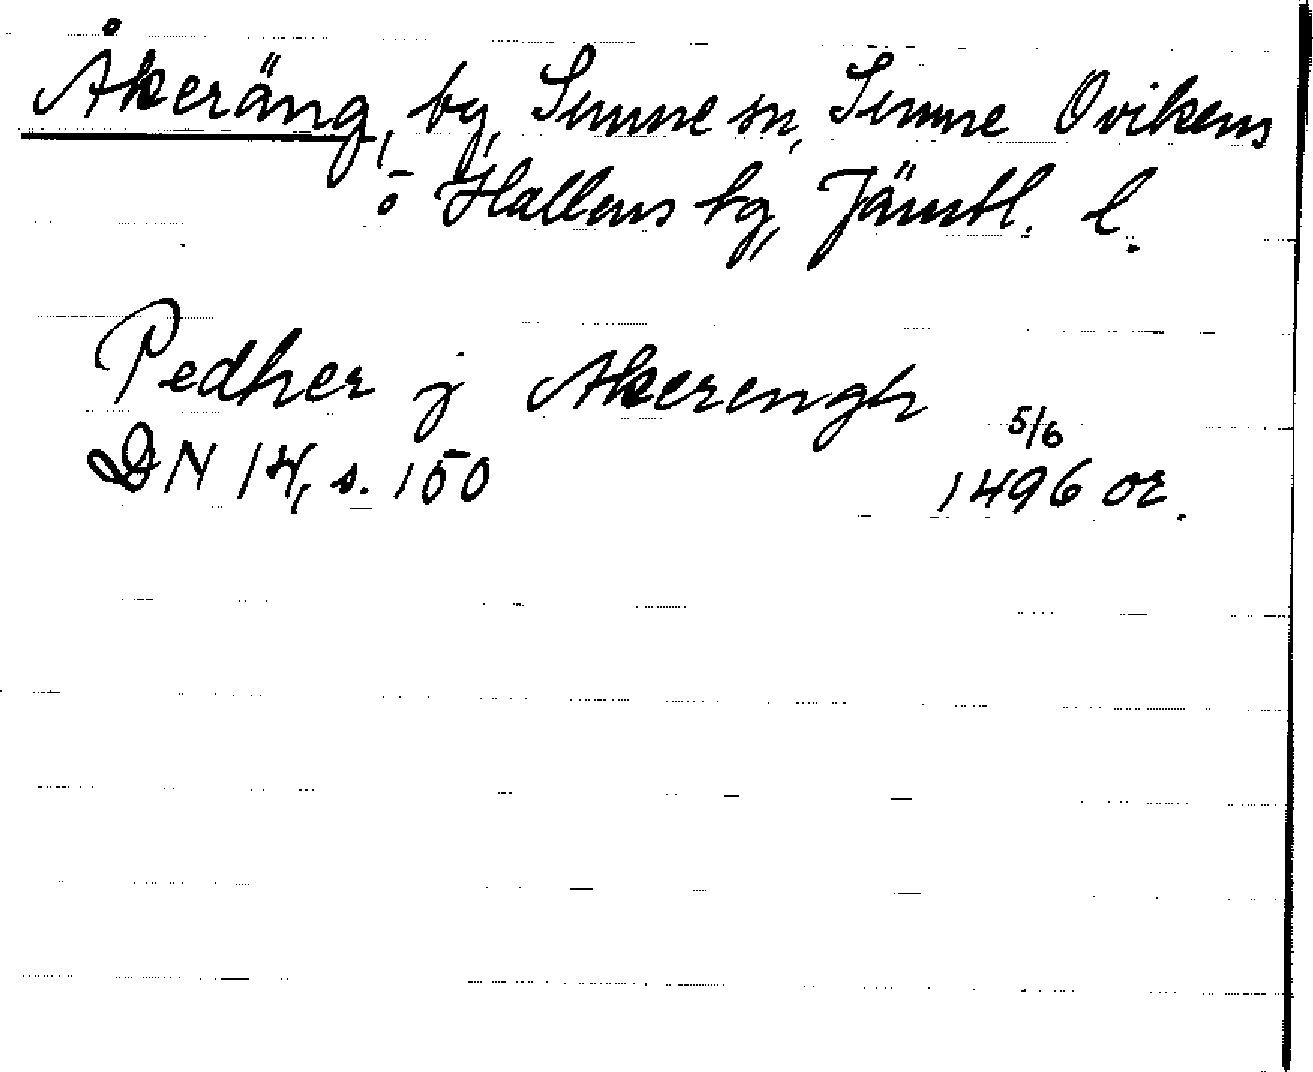 Åkeräng, by, Sunne sn, Sunne Ovikens
o Hallens tg, Jämtl. l.
Pedher j Akerengh
5/6
DN 14, s. 150 1496 or.